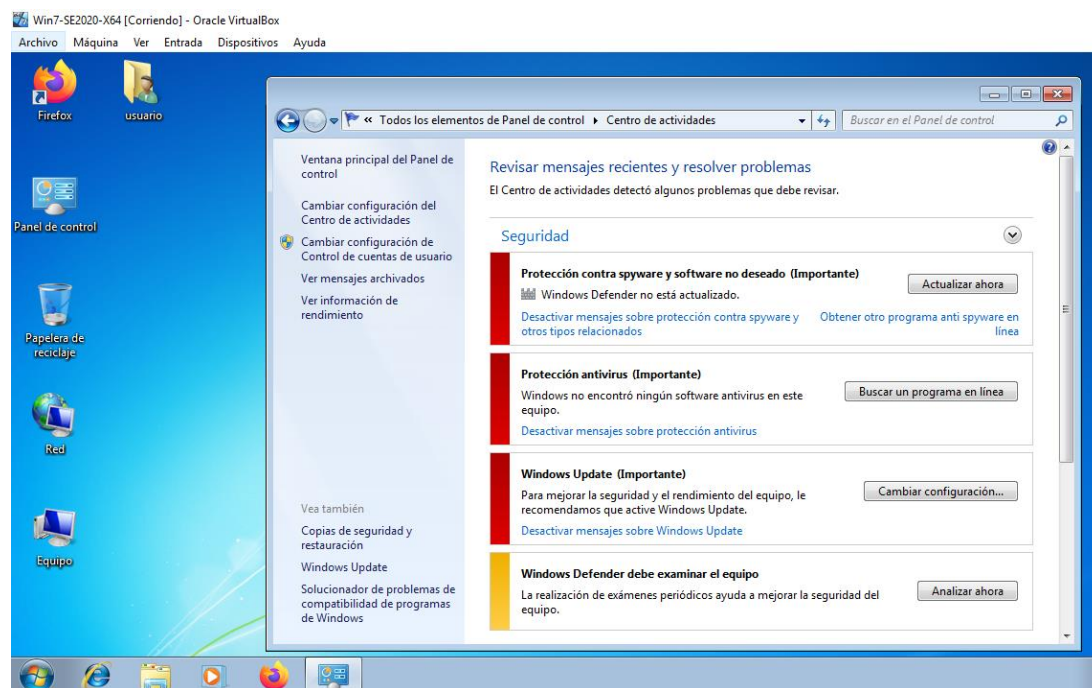 Win7-SE2020-X64 [Corriendo] - Oracle VirtualBox
Archivo Máquina Ver Entrada Dispositivos Ayuda
Firefox
usuario
Panel de control
Papelera de
reciclaje
Red
Equipo
« Todos los elementos de Panel de control Centro de actividades
Buscar en el Panel de control
Ventana principal del Panel de
control
Cambiar configuración del
Centro de actividades
Cambiar configuración de
Control de cuentas de usuario
Ver mensajes archivados
Ver información de
rendimiento
Vea también
Copias de seguridad y
restauración
Windows Update
Solucionador de problemas de
compatibilidad de programas
de Windows
Revisar mensajes recientes y resolver problemas
El Centro de actividades detectó algunos problemas que debe revisar.
Seguridad
Protección contra spyware y software no deseado (Importante)
Windows Defender no está actualizado.
Actualizar ahora
Desactivar mensajes sobre protección contra spyware y
otros tipos relacionados
Obtener otro programa anti spyware en
línea
Protección antivirus (Importante)
Windows no encontró ningún software antivirus en este
equipo.
Buscar un programa en línea
Desactivar mensajes sobre protección antivirus
Windows Update (Importante)
Para mejorar la seguridad y el rendimiento del equipo, le
recomendamos que active Windows Update.
Cambiar configuración...
Desactivar mensajes sobre Windows Update
Windows Defender debe examinar el equipo
La realización de exámenes periódicos ayuda a mejorar la seguridad del
equipo.
Analizar ahora